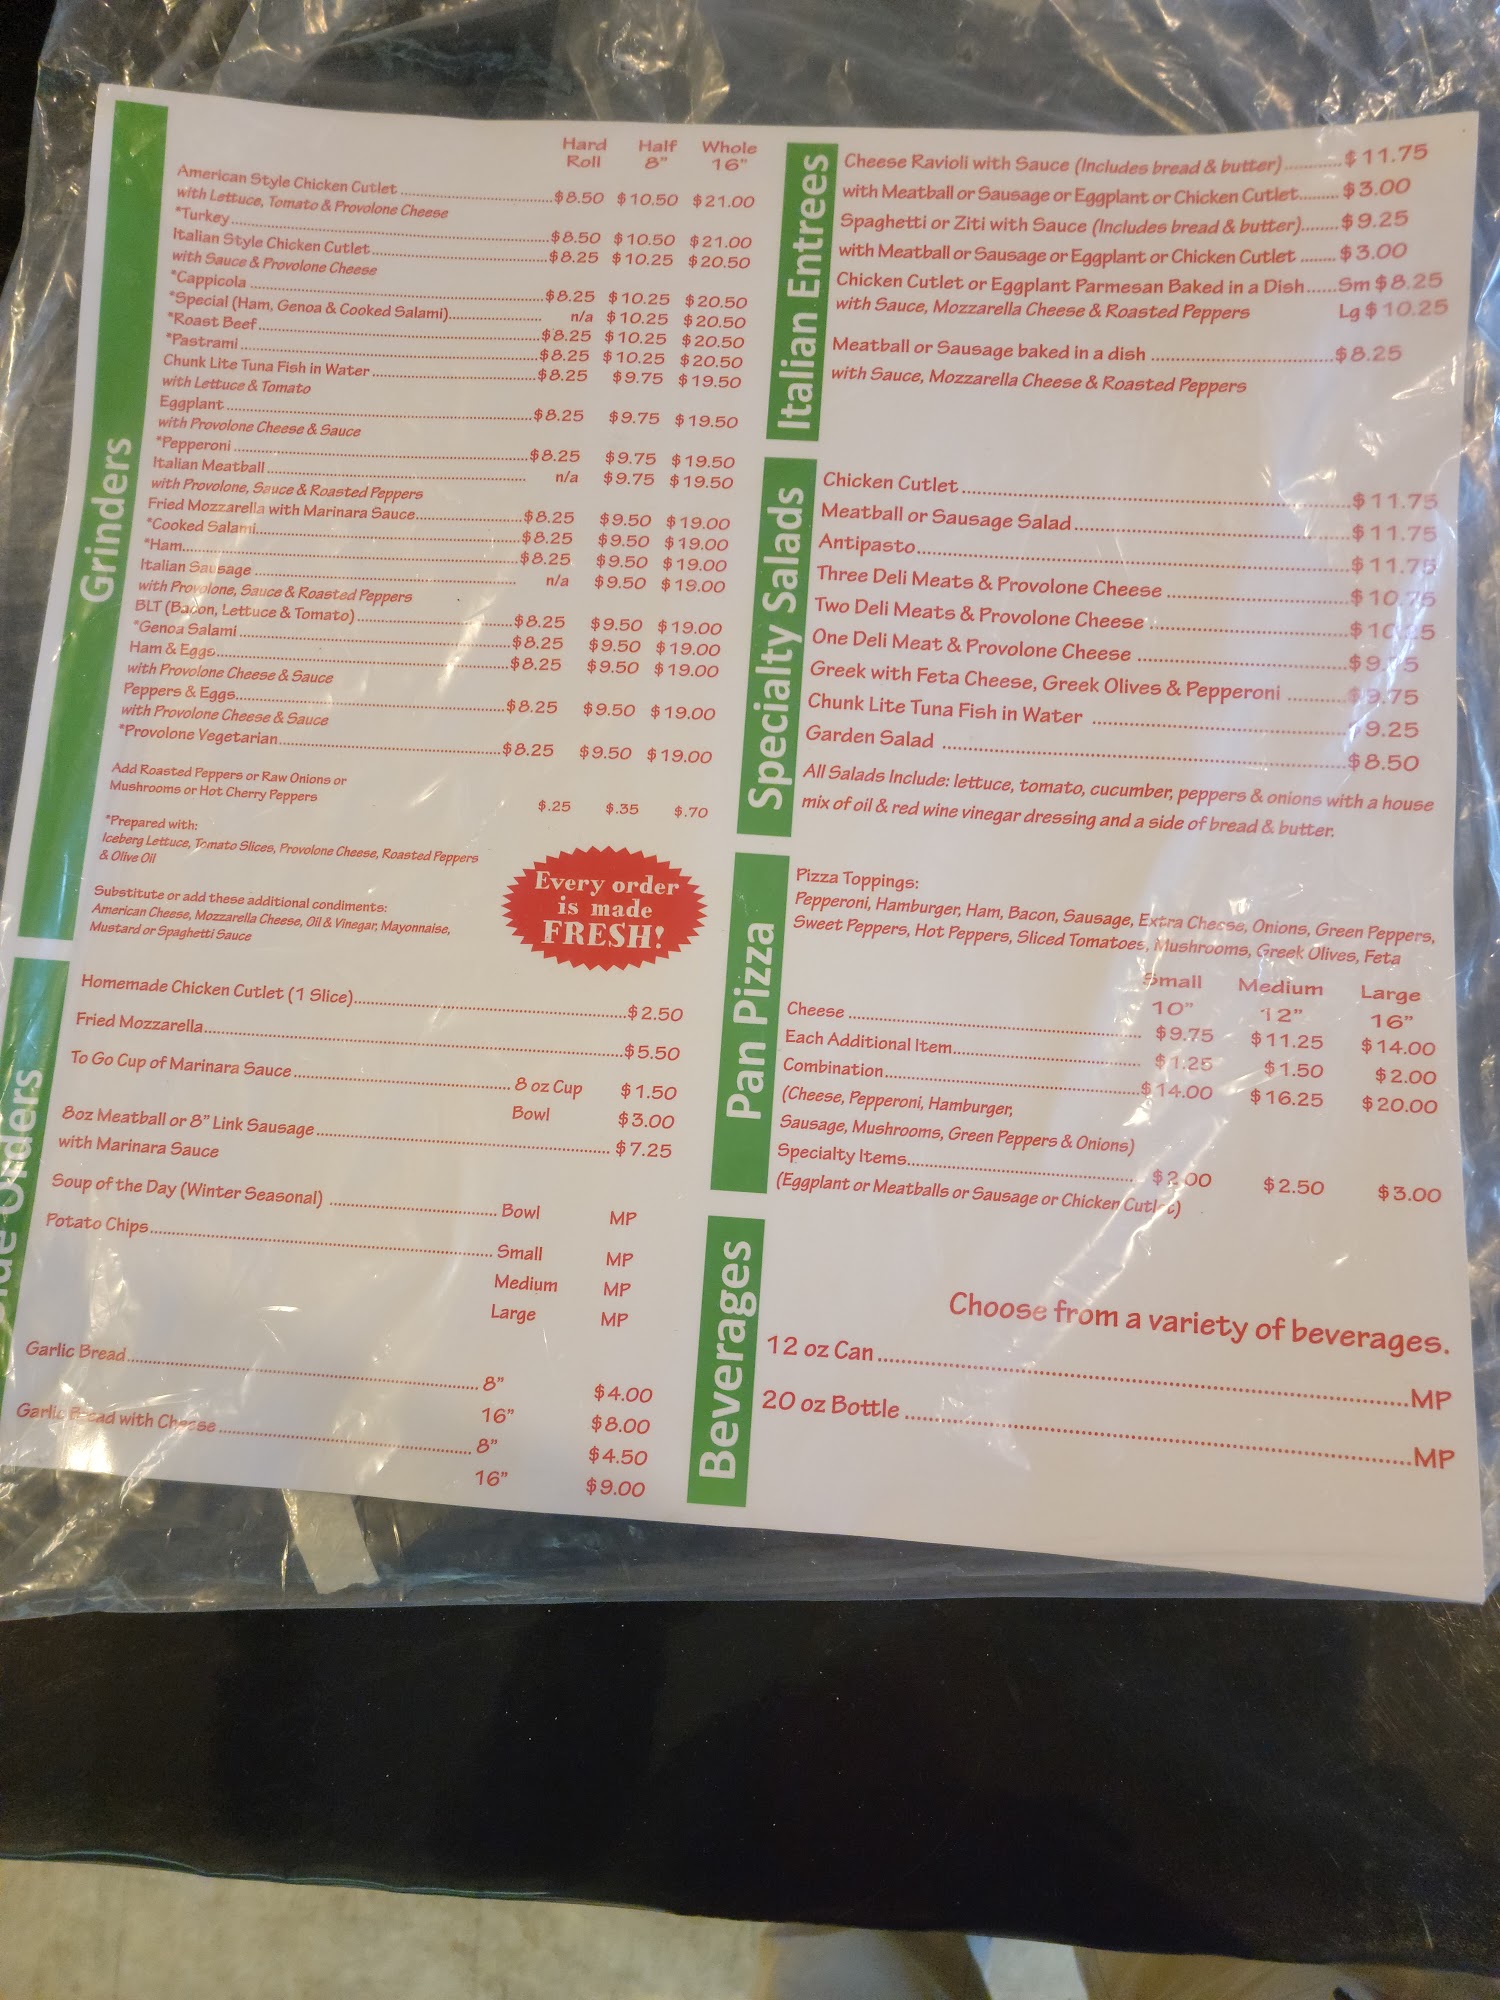 Grinders
Hard Half Whole
Roll 8" 16"
American Style Chicken Cutlet $8.50 $10.50 $21.00
with Lettuce, Tomato & Provolone Cheese
*Turkey $8.50 $10.50 $21.00
Italian Style Chicken Cutlet $8.25 $10.25 $20.50
with Sauce & Provolone Cheese
*Cappicola $8.25 $10.25 $20.50
*Special (Ham, Genoa & Cooked Salami) n/a $10.25 $20.50
*Roast Beef $8.25 $10.25 $20.50
*Pastrami $8.25 $10.25 $20.50
Chunk Lite Tuna Fish in Water $8.25 $9.75 $19.50
with Lettuce & Tomato
Eggplant $8.25 $9.75 $19.50
with Provolone Cheese & Sauce
*Pepperoni $8.25 $9.75 $19.50
Italian Meatball n/a $9.75 $19.50
with Provolone, Sauce & Roasted Peppers
Fried Mozzarella with Marinara Sauce $8.25 $9.50 $19.00
*Cooked Salami $8.25 $9.50 $19.00
*Ham $8.25 $9.50 $19.00
Italian Sausage n/a $9.50 $19.00
with Provolone, Sauce & Roasted Peppers
BLT (Bacon, Lettuce & Tomato) $8.25 $9.50 $19.00
*Genoa Salami $8.25 $9.50 $19.00
Ham & Eggs $8.25 $9.50 $19.00
with Provolone Cheese & Sauce
Peppers & Eggs $8.25 $9.50 $19.00
with Provolone Cheese & Sauce
*Provolone Vegetarian $8.25 $9.50 $19.00
Add Roasted Peppers or Raw Onions or
Mushrooms or Hot Cherry Peppers $.25 $.35 $.70
*Prepared with:
Iceberg Lettuce, Tomato Slices, Provolone Cheese, Roasted Peppers
& Olive Oil
Substitute or add these additional condiments:
American Cheese, Mozzarella Cheese, Oil & Vinegar, Mayonnaise,
Mustard or Spaghetti Sauce
Every order
is made
FRESH!
Orders
Homemade Chicken Cutlet (1 Slice) $2.50
Fried Mozzarella $5.50
To Go Cup of Marinara Sauce 8 oz Cup $1.50
Bowl $3.00
8oz Meatball or 8" Link Sausage $7.25
with Marinara Sauce
Soup of the Day (Winter Seasonal) Bowl MP
Potato Chips Small MP
Medium MP
Large MP
Garlic Bread 8" $4.00
16" $8.00
Garlic Bread with Cheese 8" $4.50
16" $9.00
Italian Entrees
Cheese Ravioli with Sauce (Includes bread & butter) $11.75
with Meatball or Sausage or Eggplant or Chicken Cutlet $3.00
Spaghetti or Ziti with Sauce (Includes bread & butter) $9.25
with Meatball or Sausage or Eggplant or Chicken Cutlet $3.00
Chicken Cutlet or Eggplant Parmesan Baked in a Dish Sm $8.25
with Sauce, Mozzarella Cheese & Roasted Peppers Lg $10.25
Meatball or Sausage baked in a dish $8.25
with Sauce, Mozzarella Cheese & Roasted Peppers
Specialty Salads
Chicken Cutlet $11.75
Meatball or Sausage Salad $11.75
Antipasto $11.75
Three Deli Meats & Provolone Cheese $10.75
Two Deli Meats & Provolone Cheese
One Deli Meat & Provolone Cheese
Greek with Feta Cheese, Greek Olives & Pepperoni $9.75
Chunk Lite Tuna Fish in Water $9.25
Garden Salad $8.50
All Salads Include: lettuce, tomato, cucumber, peppers & onions with a house
mix of oil & red wine vinegar dressing and a side of bread & butter.
Pan Pizza
Pizza Toppings:
Pepperoni, Hamburger, Ham, Bacon, Sausage, Extra Cheese, Onions, Green Peppers,
Sweet Peppers, Hot Peppers, Sliced Tomatoes, Mushrooms, Greek Olives, Feta
Small Medium Large
10" 12" 16"
Cheese $9.75 $11.25 $14.00
Each Additional Item $1.25 $1.50 $2.00
Combination $14.00 $16.25 $20.00
(Cheese, Pepperoni, Hamburger,
Sausage, Mushrooms, Green Peppers & Onions)
Specialty Items $2.00 $2.50 $3.00
(Eggplant or Meatballs or Sausage or Chicken Cutlet)
Beverages
Choose from a variety of beverages.
12 oz Can MP
20 oz Bottle MP